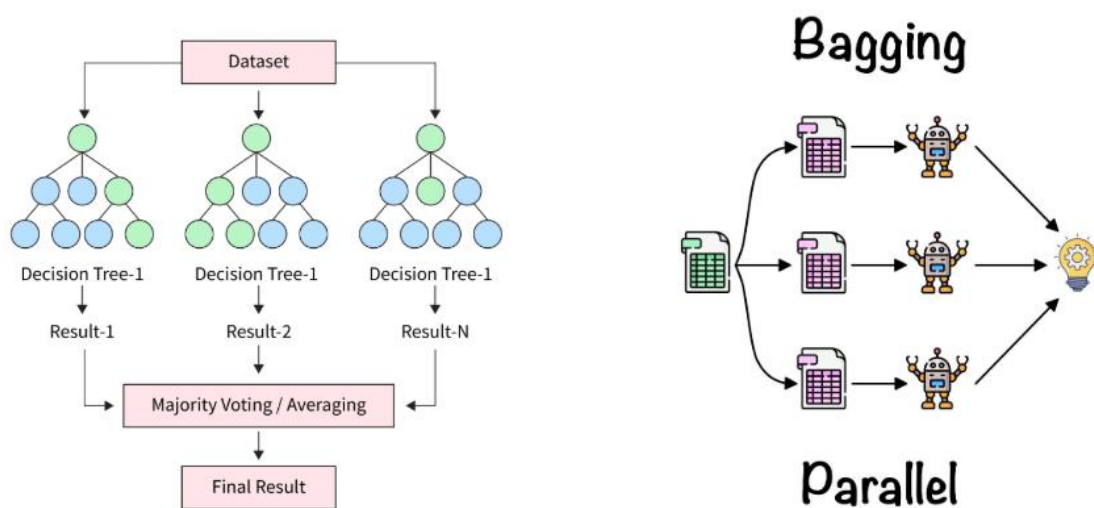 Dataset
Decision Tree-1
Decision Tree-1
Decision Tree-1
Result-1
Result-2
Result-N
Majority Voting / Averaging
Final Result
Bagging
Parallel